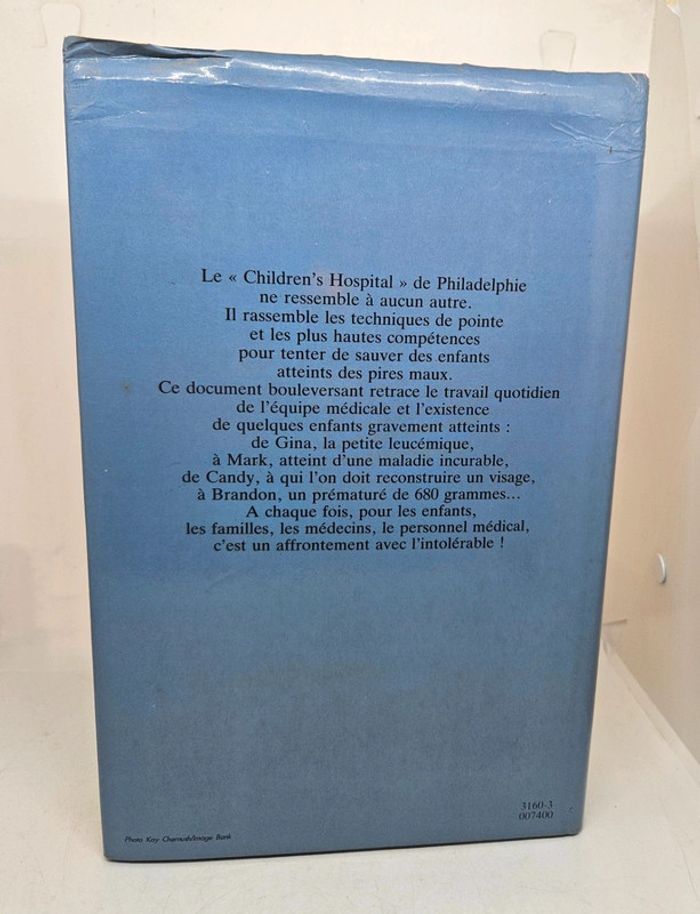 Le « Children's Hospital » de Philadelphie
ne ressemble à aucun autre.
Il rassemble les techniques de pointe
et les plus hautes compétences
pour tenter de sauver des enfants
atteints des pires maux.
Ce document bouleversant retrace le travail quotidien
de l'équipe médicale et l'existence
de quelques enfants gravement atteints :
de Gina, la petite leucémique,
à Mark, atteint d'une maladie incurable,
de Candy, à qui l'on doit reconstruire un visage,
à Brandon, un prématuré de 680 grammes...
A chaque fois, pour les enfants,
les familles, les médecins, le personnel médical,
c'est un affrontement avec l'intolérable !
3160-3
007400
Photo Kay Chernush/Image Bank